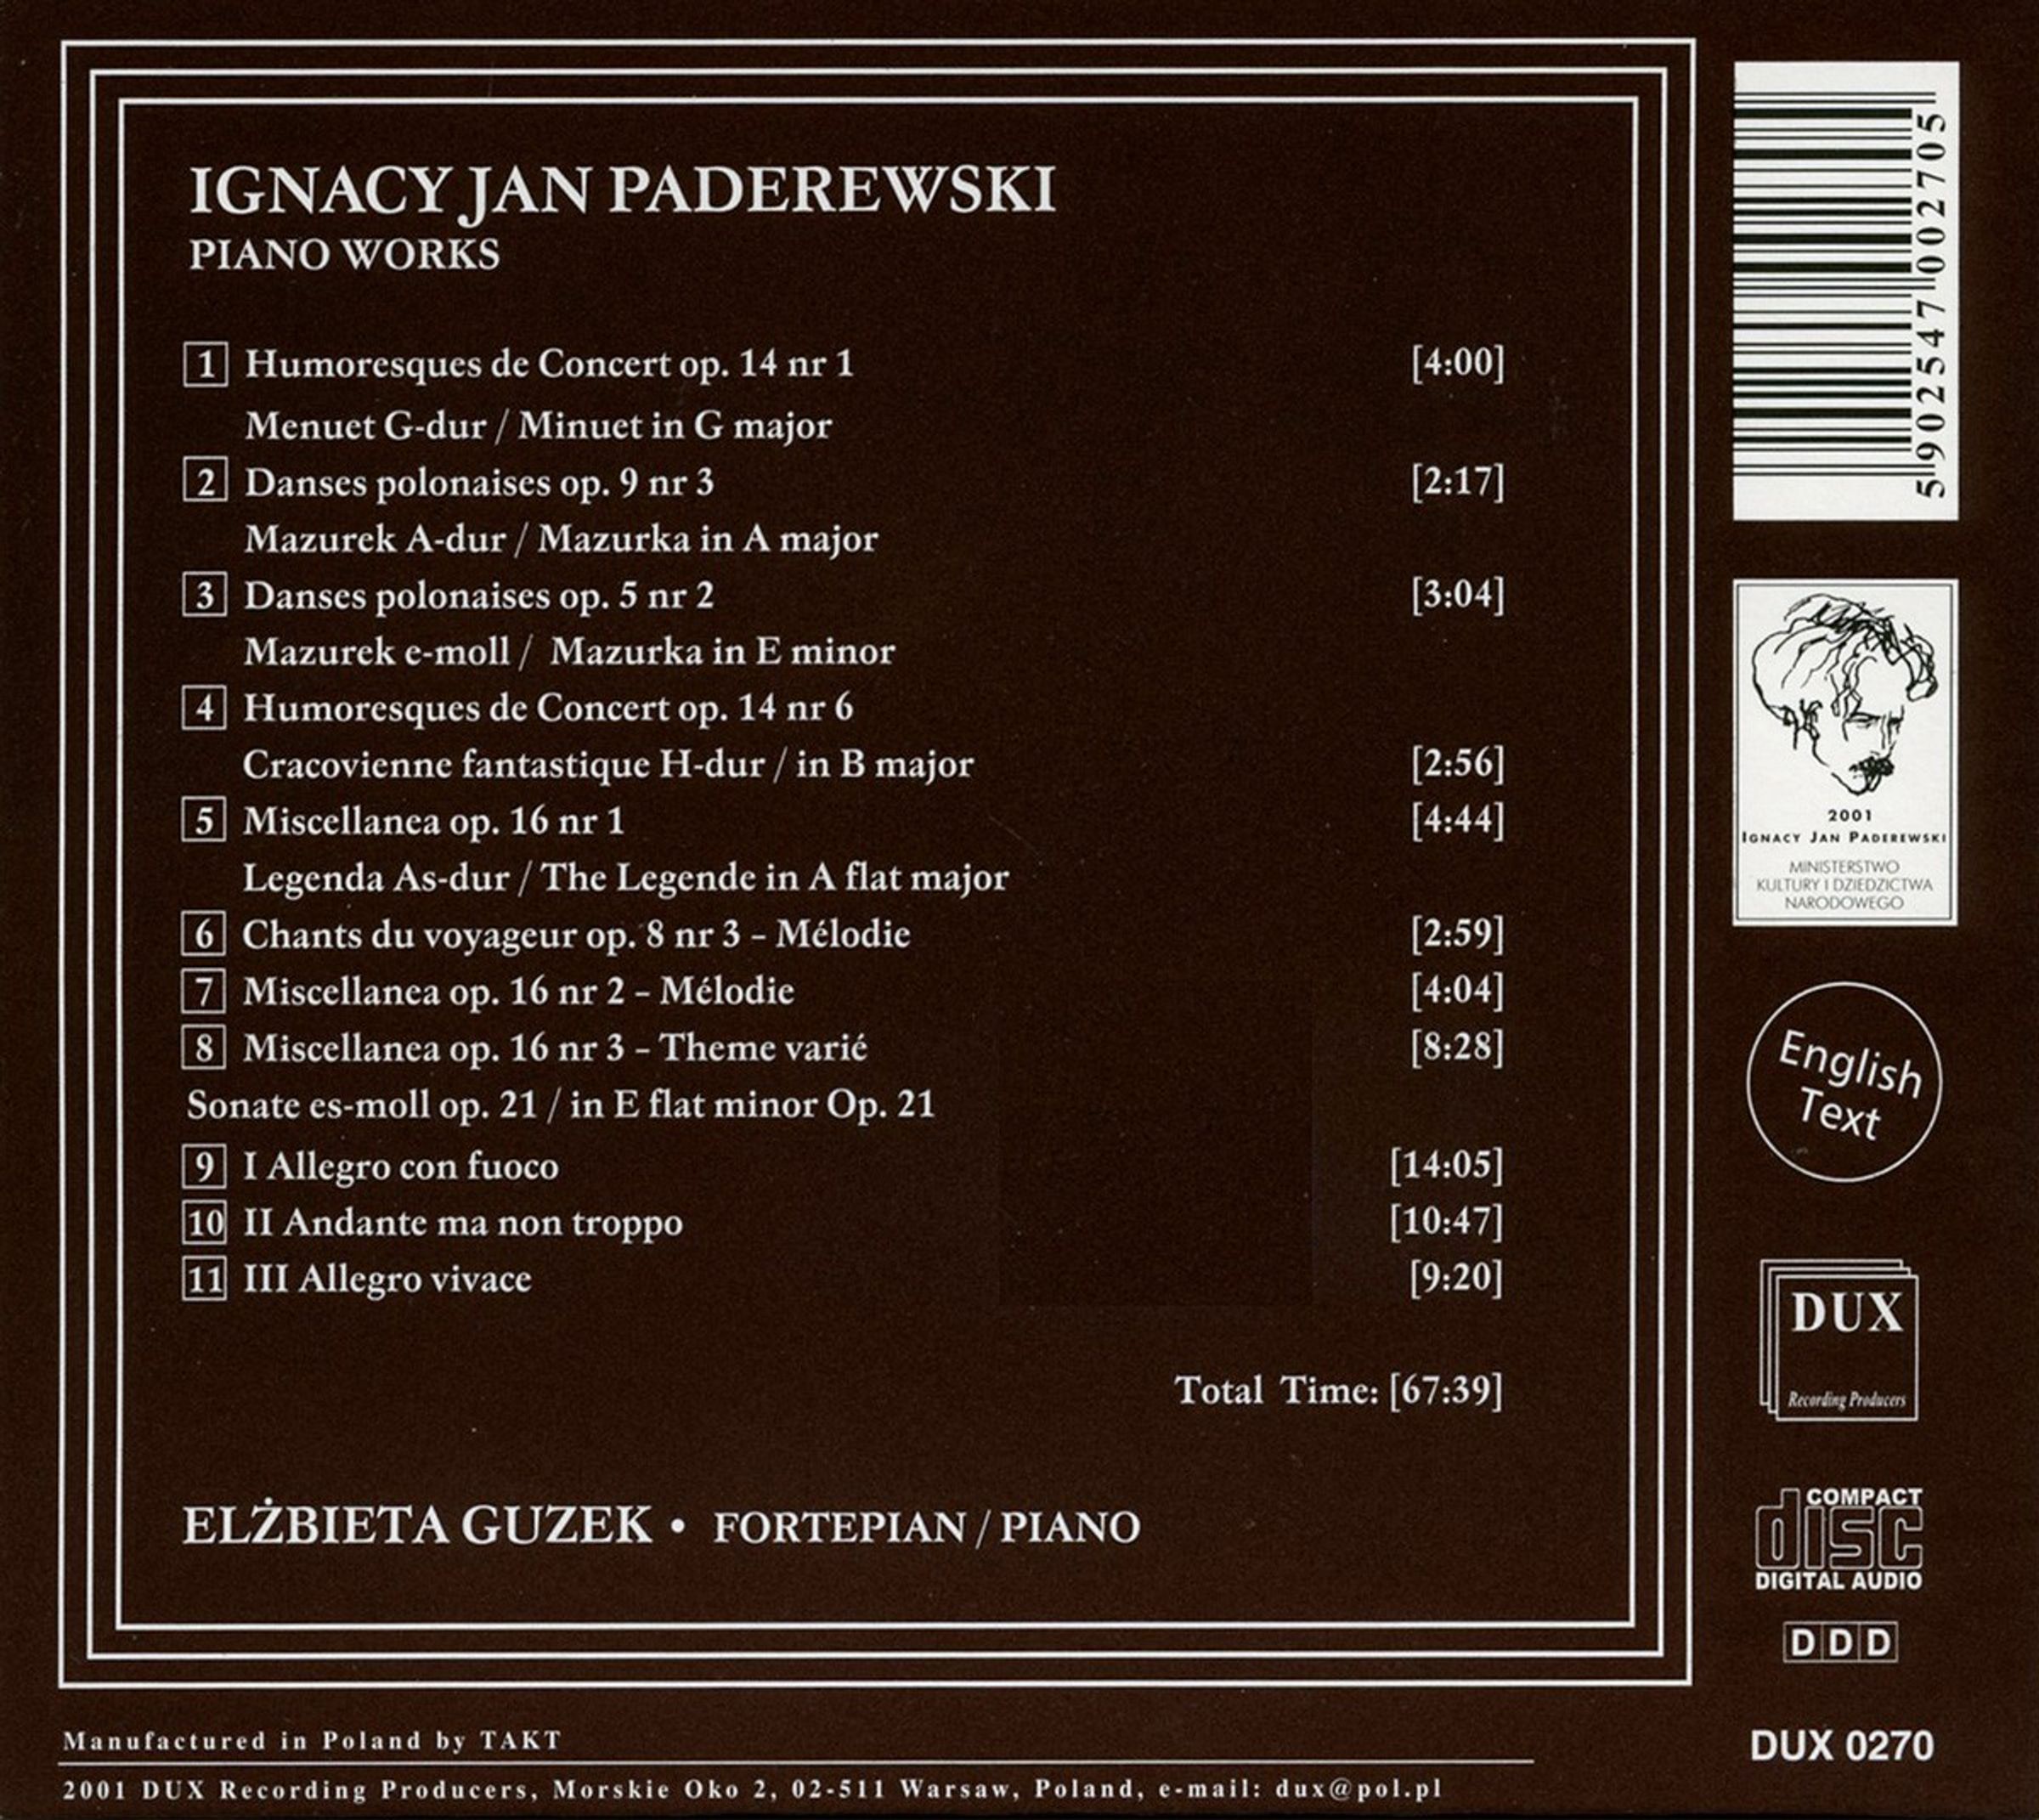 IGNACY JAN PADEREWSKI
PIANO WORKS
1 Humoresques de Concert op. 14 nr 1 [4:00]
Menuet G-dur / Minuet in G major
2 Danses polonaises op. 9 nr 3 [2:17]
Mazurek A-dur / Mazurka in A major
3 Danses polonaises op. 5 nr 2 [3:04]
Mazurek e-moll / Mazurka in E minor
4 Humoresques de Concert op. 14 nr 6
Cracovienne fantastique H-dur / in B major [2:56]
5 Miscellanea op. 16 nr 1 [4:44]
Legenda As-dur / The Legende in A flat major
6 Chants du voyageur op. 8 nr 3 – Mélodie [2:59]
7 Miscellanea op. 16 nr 2 – Mélodie [4:04]
8 Miscellanea op. 16 nr 3 – Theme varié [8:28]
Sonate es-moll op. 21 / in E flat minor Op. 21
9 I Allegro con fuoco [14:05]
10 II Andante ma non troppo [10:47]
11 III Allegro vivace [9:20]
Total Time: [67:39]
ELŻBIETA GUZEK • FORTEPIAN / PIANO
Manufactured in Poland by TAKT
2001 DUX Recording Producers, Morskie Oko 2, 02-511 Warsaw, Poland, e-mail: dux@pol.pl
5 902547 002705
2001
IGNACY JAN PADEREWSKI
MINISTERSTWO
KULTURY I DZIEDZICTWA
NARODOWEGO
English
Text
DUX
Recording Producers
COMPACT
disc
DIGITAL AUDIO
D D D
DUX 0270